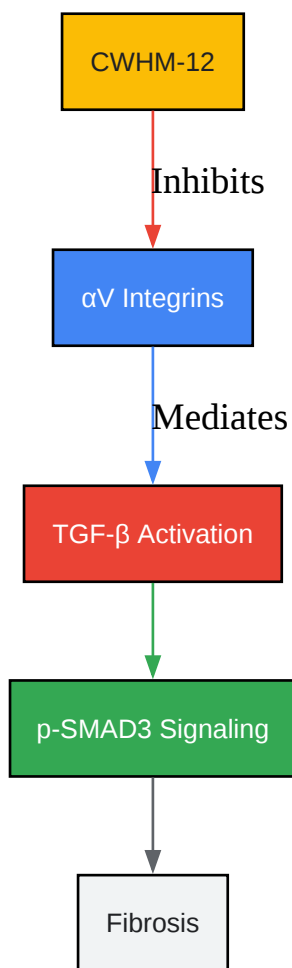 CWHM-12
Inhibits
αV Integrins
Mediates
TGF-β Activation
p-SMAD3 Signaling
Fibrosis